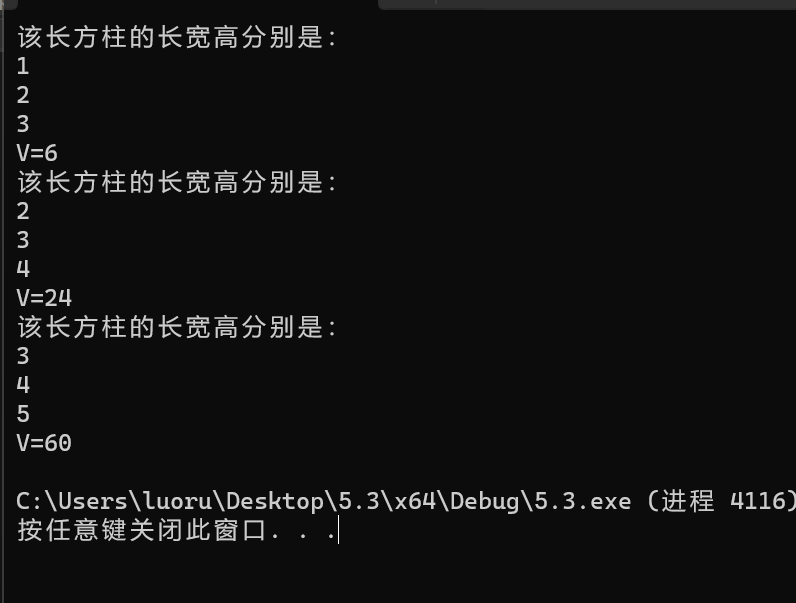 该长方柱的长宽高分别是：
1
2
3
V=6
该长方柱的长宽高分别是：
2
3
4
V=24
该长方柱的长宽高分别是：
3
4
5
V=60
C:\Users\luoru\Desktop\5.3\x64\Debug\5.3.exe (进程 4116)
按任意键关闭此窗口. . .